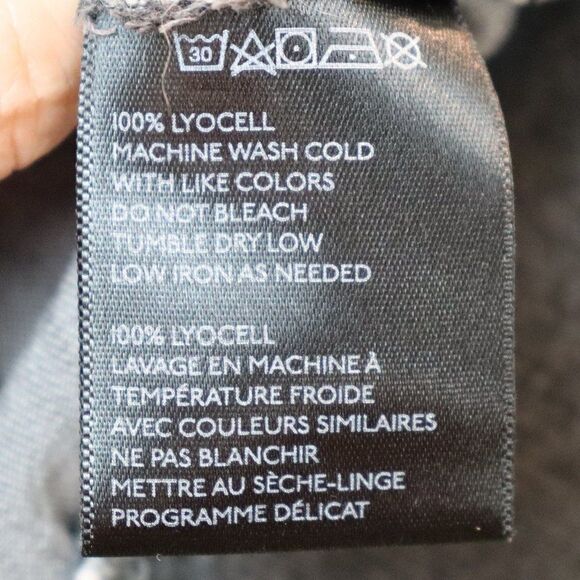 30
100% LYOCELL
MACHINE WASH COLD
WITH LIKE COLORS
DO NOT BLEACH
TUMBLE DRY LOW
LOW IRON AS NEEDED
100% LYOCELL
LAVAGE EN MACHINE À
TEMPÉRATURE FROIDE
AVEC COULEURS SIMILAIRES
NE PAS BLANCHIR
METTRE AU SÈCHE-LINGE
PROGRAMME DÉLICAT